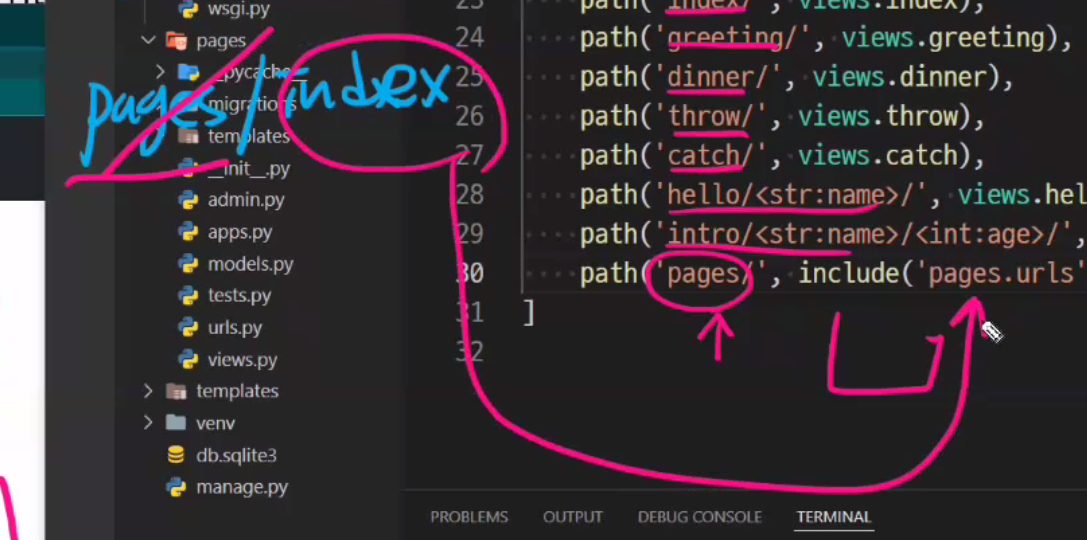 wsgi.py
pages
__pycache__
migrations
templates
__init__.py
admin.py
apps.py
models.py
tests.py
urls.py
views.py
templates
venv
db.sqlite3
manage.py
pages/index
23 path('index/', views.index),
24 path('greeting/', views.greeting),
25 path('dinner/', views.dinner),
26 path('throw/', views.throw),
27 path('catch/', views.catch),
28 path('hello/<str:name>/', views.hel
29 path('intro/<str:name>/<int:age>/',
30 path('pages/', include('pages.urls'
31 ]
32
PROBLEMS OUTPUT DEBUG CONSOLE TERMINAL